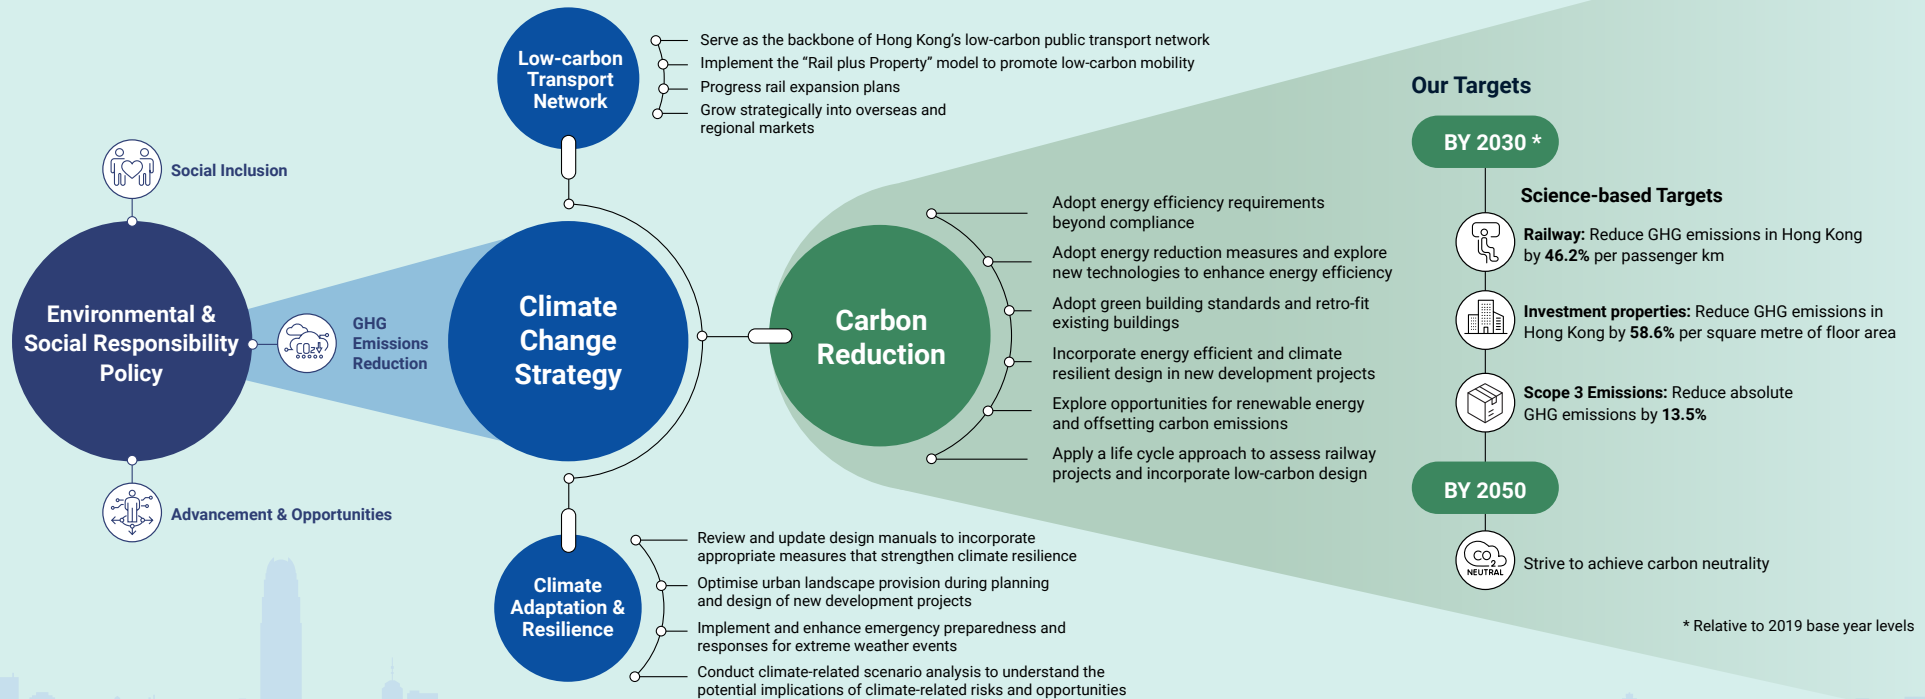 Social Inclusion
Environmental &
Social Responsibility
Policy
GHG
Emissions
Reduction
Advancement & Opportunities
Climate
Change
Strategy
Low-carbon
Transport
Network
Serve as the backbone of Hong Kong’s low-carbon public transport network
Implement the “Rail plus Property” model to promote low-carbon mobility
Progress rail expansion plans
Grow strategically into overseas and
regional markets
Carbon
Reduction
Adopt energy efficiency requirements
beyond compliance
Adopt energy reduction measures and explore
new technologies to enhance energy efficiency
Adopt green building standards and retro-fit
existing buildings
Incorporate energy efficient and climate
resilient design in new development projects
Explore opportunities for renewable energy
and offsetting carbon emissions
Apply a life cycle approach to assess railway
projects and incorporate low-carbon design
Climate
Adaptation &
Resilience
Review and update design manuals to incorporate
appropriate measures that strengthen climate resilience
Optimise urban landscape provision during planning
and design of new development projects
Implement and enhance emergency preparedness and
responses for extreme weather events
Conduct climate-related scenario analysis to understand the
potential implications of climate-related risks and opportunities
Our Targets
BY 2030 *
Science-based Targets
Railway: Reduce GHG emissions in Hong Kong
by 46.2% per passenger km
Investment properties: Reduce GHG emissions in
Hong Kong by 58.6% per square metre of floor area
Scope 3 Emissions: Reduce absolute
GHG emissions by 13.5%
BY 2050
CO2
NEUTRAL
Strive to achieve carbon neutrality
* Relative to 2019 base year levels
CO2